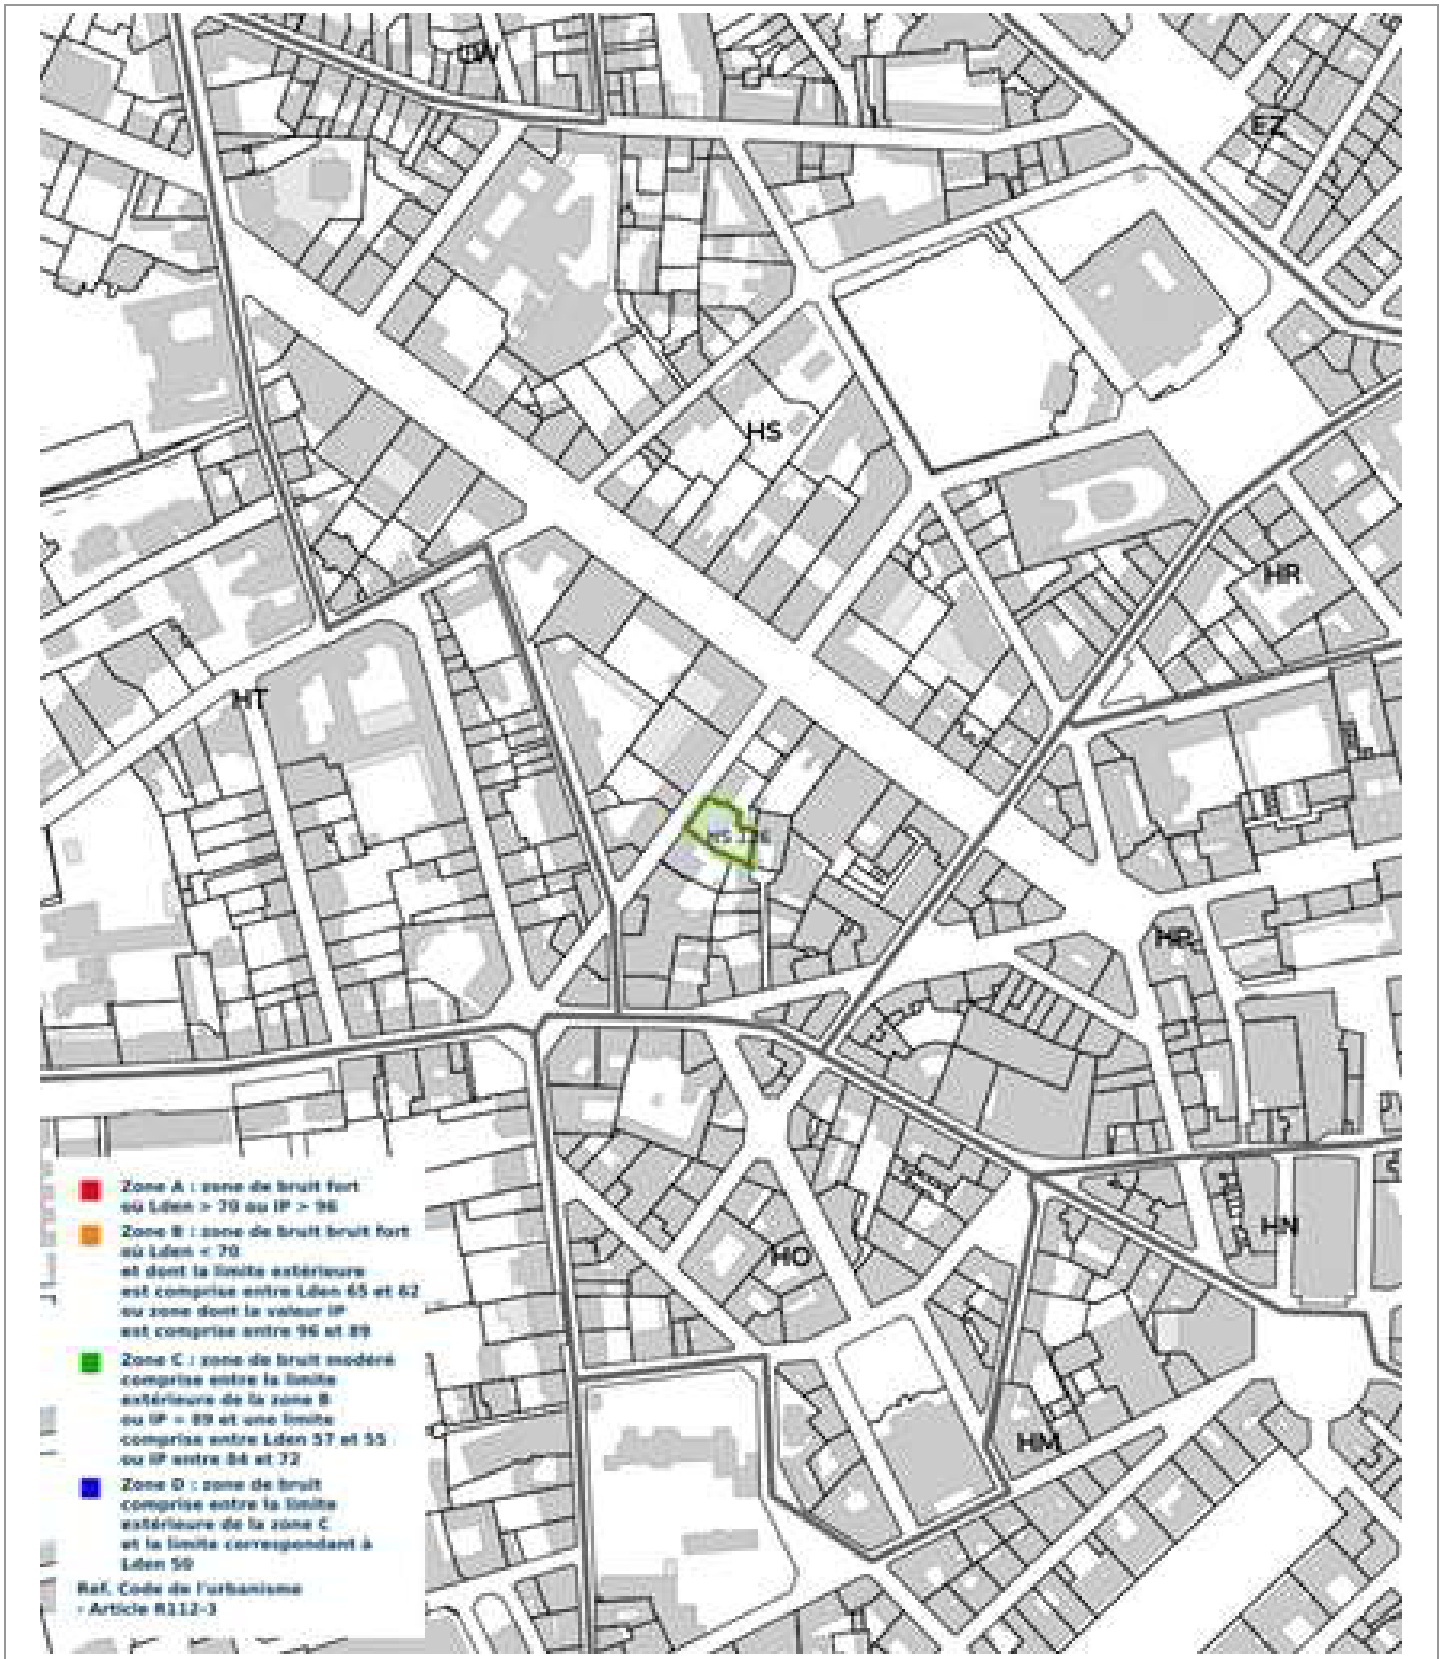 CW
EZ
HS
HR
HT
HS
HP
HO
HN
HM
Zone A : zone de bruit fort
où Lden > 70 ou IP > 96
Zone B : zone de bruit bruit fort
où Lden < 70
et dont la limite extérieure
est comprise entre Lden 65 et 62
ou zone dont la valeur IP
est comprise entre 96 et 89
Zone C : zone de bruit modéré
comprise entre la limite
extérieure de la zone B
ou IP = 89 et une limite
comprise entre Lden 57 et 55
ou IP entre 84 et 72
Zone D : zone de bruit
comprise entre la limite
extérieure de la zone C
et la limite correspondant à
Lden 50
Ref. Code de l'urbanisme
- Article R112-3